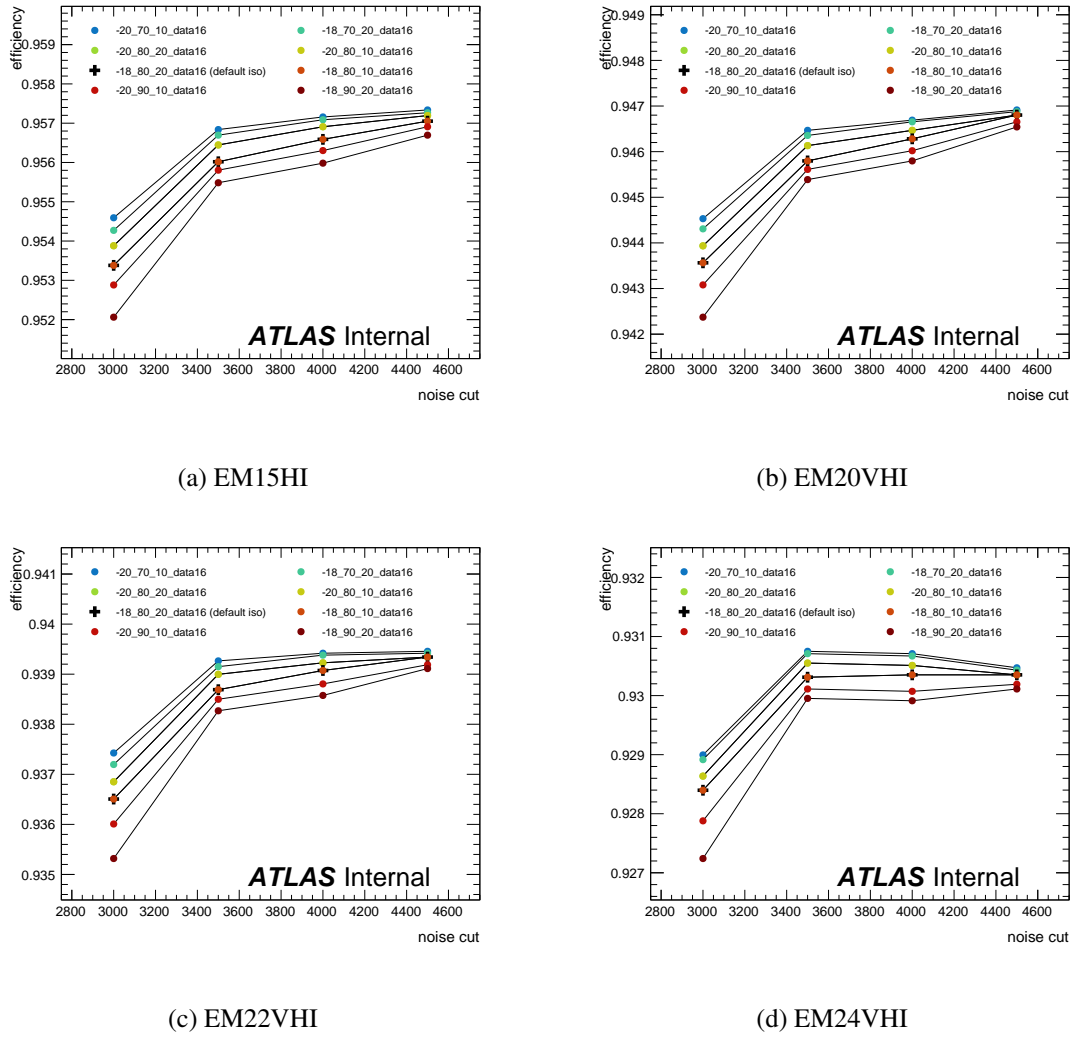 efficiency
-20_70_10_data16 -18_70_20_data16
-20_80_20_data16 -20_80_10_data16
-18_80_20_data16 (default iso) -18_80_10_data16
-20_90_10_data16 -18_90_20_data16
0.959
0.958
0.957
0.956
0.955
0.954
0.953
0.952
ATLAS Internal
2800 3000 3200 3400 3600 3800 4000 4200 4400 4600
noise cut
(a) EM15HI
efficiency
-20_70_10_data16 -18_70_20_data16
-20_80_20_data16 -20_80_10_data16
-18_80_20_data16 (default iso) -18_80_10_data16
-20_90_10_data16 -18_90_20_data16
0.949
0.948
0.947
0.946
0.945
0.944
0.943
0.942
ATLAS Internal
2800 3000 3200 3400 3600 3800 4000 4200 4400 4600
noise cut
(b) EM20VHI
efficiency
-20_70_10_data16 -18_70_20_data16
-20_80_20_data16 -20_80_10_data16
-18_80_20_data16 (default iso) -18_80_10_data16
-20_90_10_data16 -18_90_20_data16
0.941
0.94
0.939
0.938
0.937
0.936
0.935
ATLAS Internal
2800 3000 3200 3400 3600 3800 4000 4200 4400 4600
noise cut
(c) EM22VHI
efficiency
-20_70_10_data16 -18_70_20_data16
-20_80_20_data16 -20_80_10_data16
-18_80_20_data16 (default iso) -18_80_10_data16
-20_90_10_data16 -18_90_20_data16
0.932
0.931
0.93
0.929
0.928
0.927
ATLAS Internal
2800 3000 3200 3400 3600 3800 4000 4200 4400 4600
noise cut
(d) EM24VHI